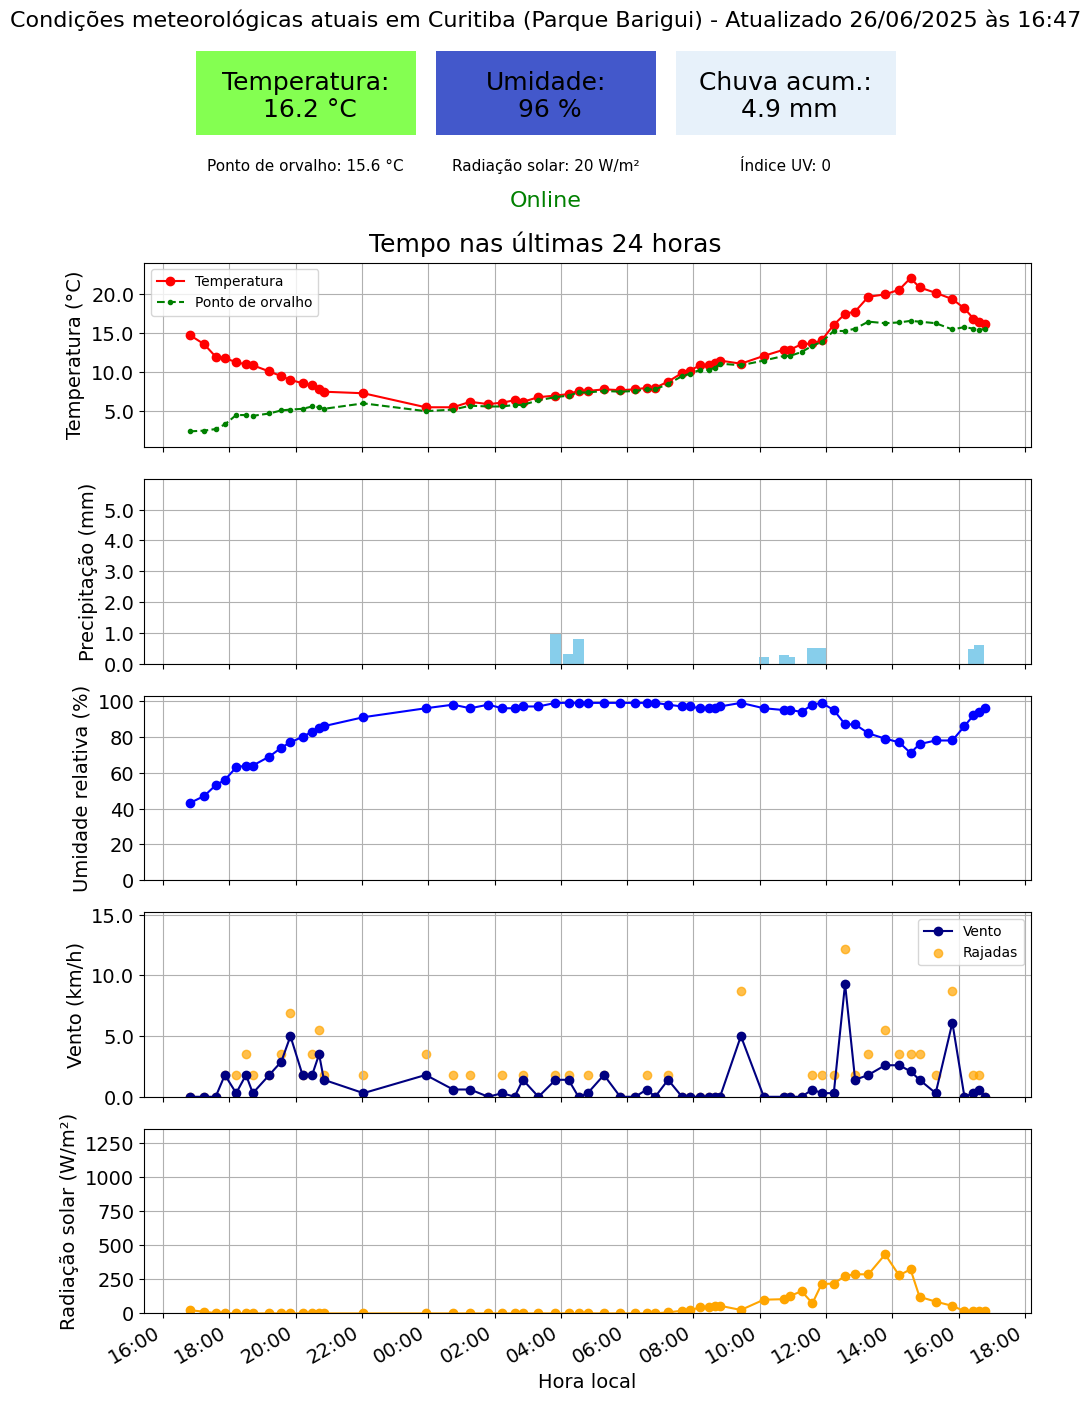 Condições meteorológicas atuais em Curitiba (Parque Barigui) - Atualizado 26/06/2025 às 16:47
Temperatura:
16.2 °C
Umidade:
96 %
Chuva acum.:
4.9 mm
Ponto de orvalho: 15.6 °C
Radiação solar: 20 W/m²
Índice UV: 0
Online
Tempo nas últimas 24 horas
Temperatura (°C)
20.0
15.0
10.0
5.0
Temperatura
Ponto de orvalho
Precipitação (mm)
5.0
4.0
3.0
2.0
1.0
0.0
Umidade relativa (%)
100
80
60
40
20
0
Vento (km/h)
15.0
10.0
5.0
0.0
Vento
Rajadas
Radiação solar (W/m²)
1250
1000
750
500
250
0
16:00
18:00
20:00
22:00
00:00
02:00
04:00
06:00
08:00
10:00
12:00
14:00
16:00
18:00
Hora local